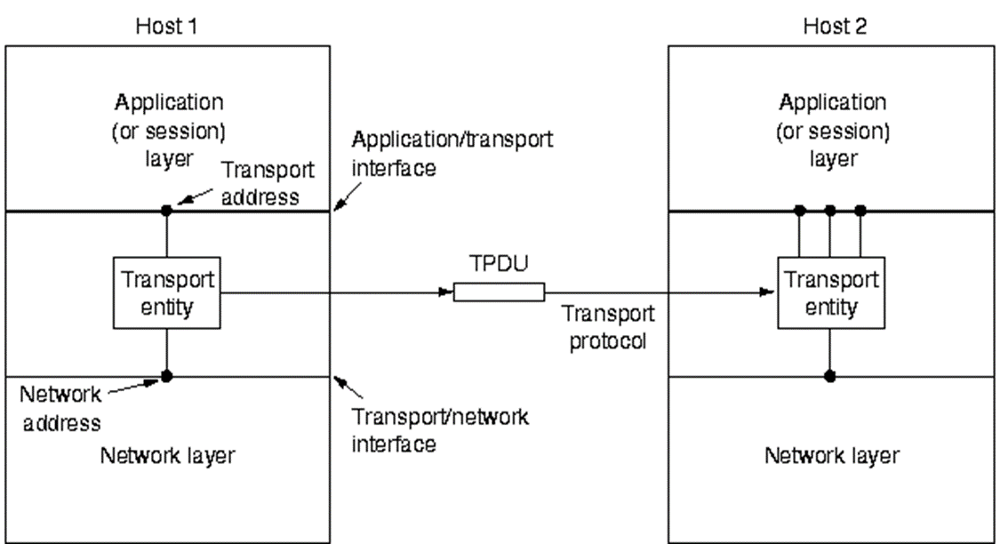 Host 1
Host 2
Application
(or session)
layer
Application
(or session)
layer
Application/transport
interface
Transport
address
TPDU
Transport
entity
Transport
entity
Transport
protocol
Network
address
Transport/network
interface
Network layer
Network layer